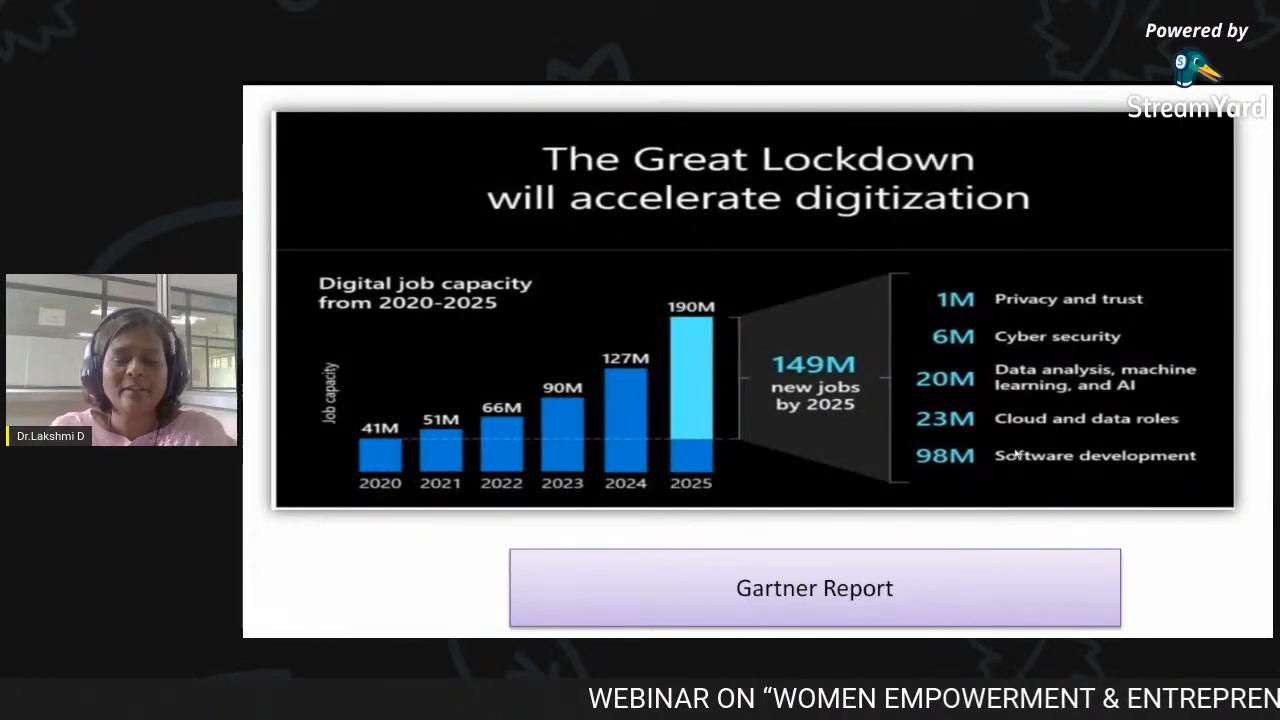 Powered by
StreamYard
The Great Lockdown
will accelerate digitization
Digital job capacity
from 2020-2025
Job capacity
41M
51M
66M
90M
127M
190M
2020
2021
2022
2023
2024
2025
149M
new jobs
by 2025
1M Privacy and trust
6M Cyber security
20M Data analysis, machine
learning, and AI
23M Cloud and data roles
98M Software development
Gartner Report
Dr.Lakshmi D
WEBINAR ON “WOMEN EMPOWERMENT & ENTREPREN